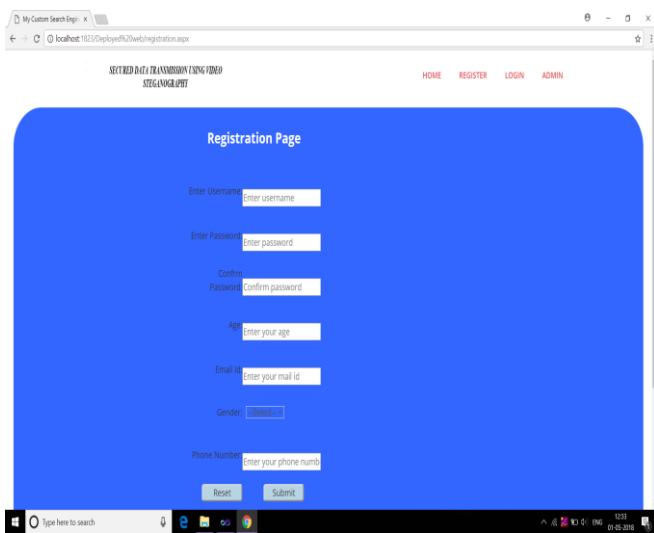 My Custom Search Engin
localhost:1823/Deployed%20web/registration.aspx
SECURED DATA TRANSMISSION USING VIDEO
STEGANOGRAPHY
HOME REGISTER LOGIN ADMIN
Registration Page
Enter Username:
Enter username
Enter Password:
Enter password
Confirm
Password:
Confirm password
Age:
Enter your age
Email id:
Enter your mail id
Gender: --Select--
Phone Number:
Enter your phone numb
Reset Submit
Type here to search
ENG
12:53
01-05-2018